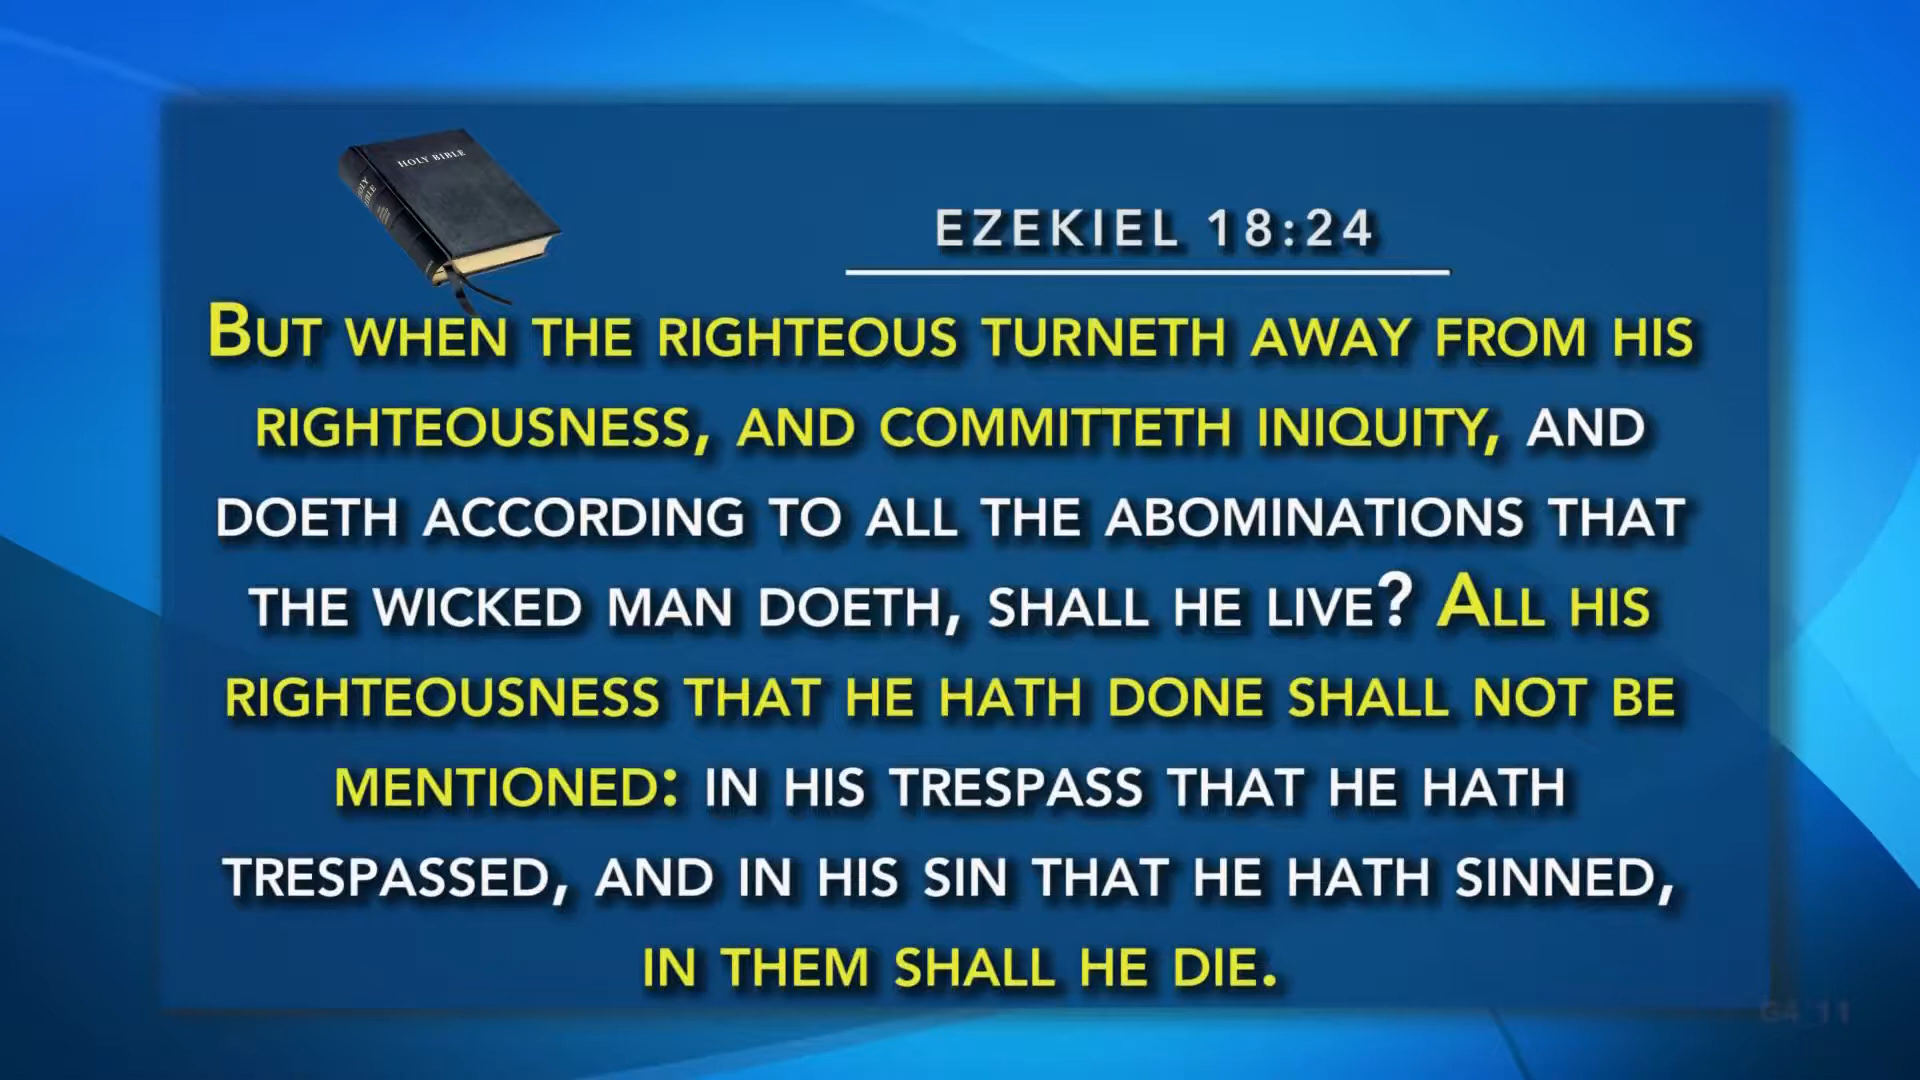 HOLY BIBLE
HOLY BIBLE
EZEKIEL 18:24
BUT WHEN THE RIGHTEOUS TURNETH AWAY FROM HIS
RIGHTEOUSNESS, AND COMMITTETH INIQUITY, AND
DOETH ACCORDING TO ALL THE ABOMINATIONS THAT
THE WICKED MAN DOETH, SHALL HE LIVE? ALL HIS
RIGHTEOUSNESS THAT HE HATH DONE SHALL NOT BE
MENTIONED: IN HIS TRESPASS THAT HE HATH
TRESPASSED, AND IN HIS SIN THAT HE HATH SINNED,
IN THEM SHALL HE DIE.
G4_11